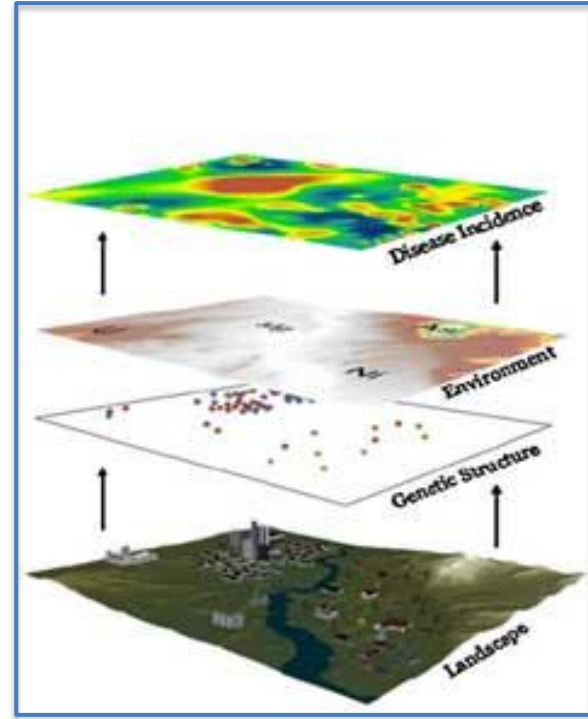 Disease Incidence
Environment
Genetic Structure
Landscape